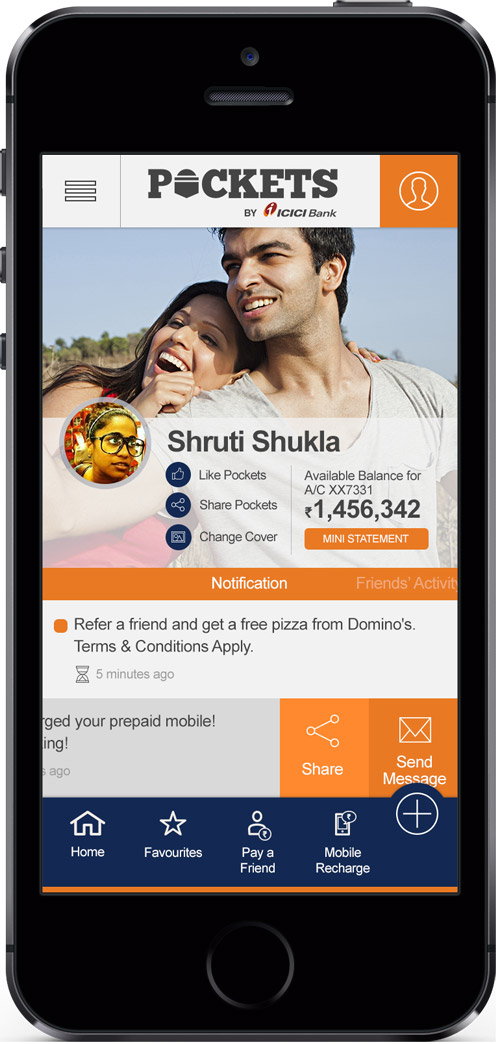 POCKETS
BY ICICI Bank
Shruti Shukla
Like Pockets
Share Pockets
Change Cover
Available Balance for
A/C XX7331
₹1,456,342
MINI STATEMENT
Notification
Friends' Activity
Refer a friend and get a free pizza from Domino's.
Terms & Conditions Apply.
5 minutes ago
rged your prepaid mobile!
ing!
s ago
Share
Send
Message
Home
Favourites
Pay a
Friend
Mobile
Recharge